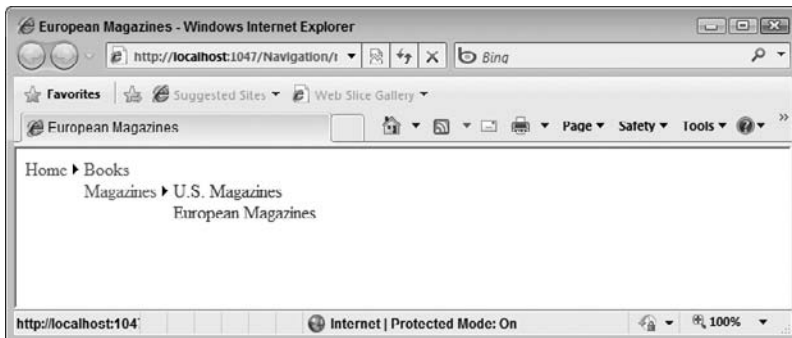 European Magazines - Windows Internet Explorer
http://localhost:1047/Navigation/
Bing
Favorites Suggested Sites Web Slice Gallery
European Magazines Page Safety Tools »
Home Books
Magazines U.S. Magazines
European Magazines
http://localhost:104 Internet | Protected Mode: On 100%